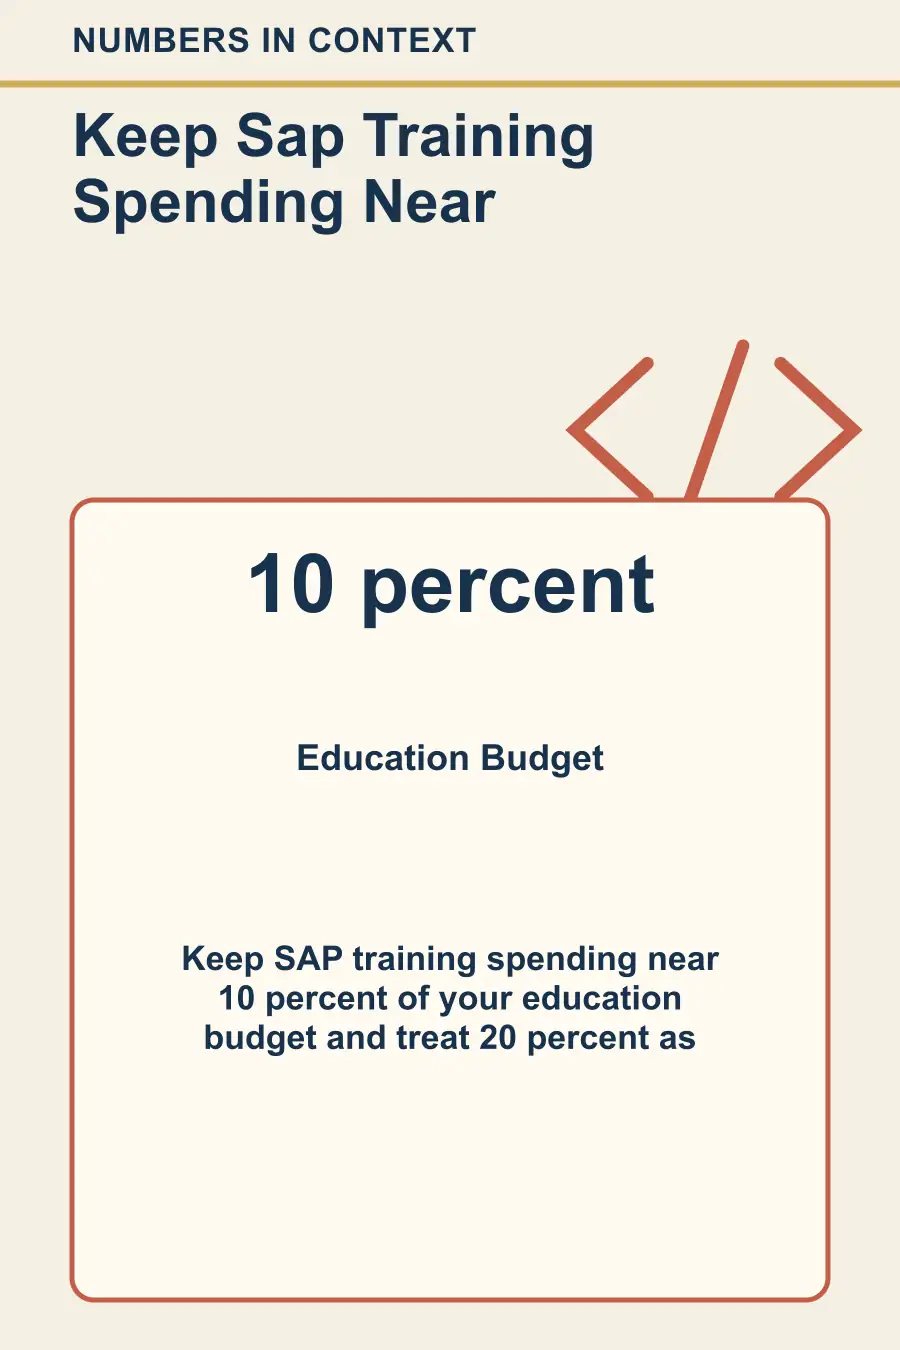 NUMBERS IN CONTEXT
Keep Sap Training
Spending Near
10 percent
Education Budget
Keep SAP training spending near
10 percent of your education
budget and treat 20 percent as